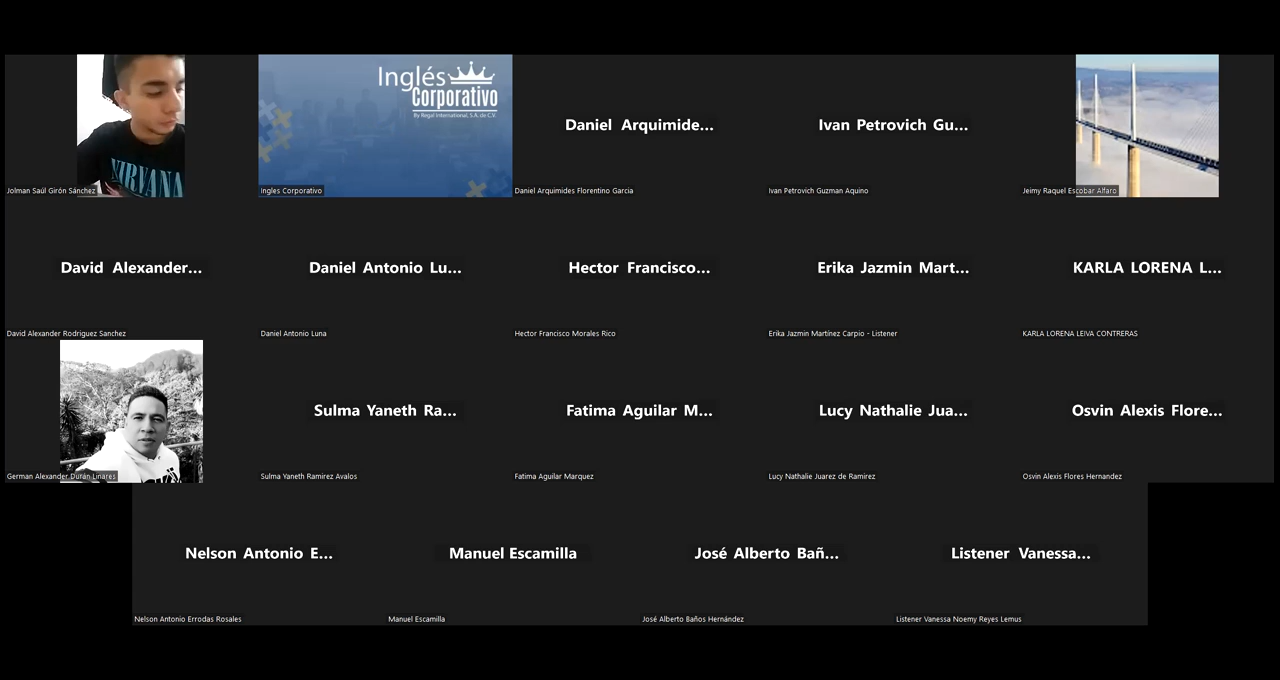 NIRVANA
Jolman Saúl Girón Sánchez
Inglés
Corporativo
By Regal International, S.A. de C.V.
Ingles Corporativo
Daniel Arquimide...
Daniel Arquimides Florentino Garcia
Ivan Petrovich Gu...
Ivan Petrovich Guzman Aquino
Jeimy Raquel Escobar Alfaro
David Alexander...
David Alexander Rodriguez Sanchez
Daniel Antonio Lu...
Daniel Antonio Luna
Hector Francisco...
Hector Francisco Morales Rico
Erika Jazmin Mart...
Erika Jazmin Martínez Carpio - Listener
KARLA LORENA L...
KARLA LORENA LEIVA CONTRERAS
German Alexander Durán Linares
Sulma Yaneth Ra...
Sulma Yaneth Ramirez Avalos
Fatima Aguilar M...
Fatima Aguilar Marquez
Lucy Nathalie Jua...
Lucy Nathalie Juarez de Ramirez
Osvin Alexis Flore...
Osvin Alexis Flores Hernandez
Nelson Antonio E...
Nelson Antonio Errodas Rosales
Manuel Escamilla
Manuel Escamilla
José Alberto Bañ...
José Alberto Baños Hernández
Listener Vanessa...
Listener Vanessa Noemy Reyes Lemus